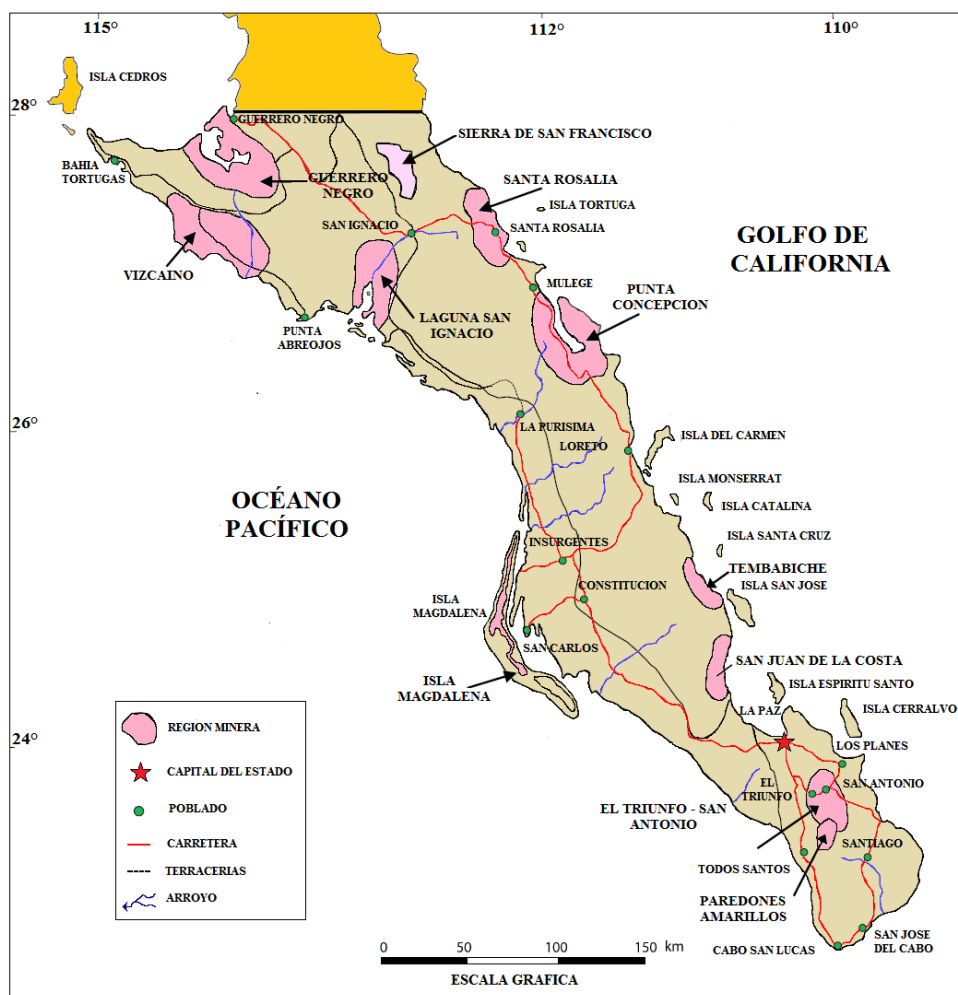 115
112
110
ISLA CEDROS
28°
GUERRERO NEGRO
SIERRA DE SAN FRANCISCO
BAHIA
TORTUGAS
GUERRERO
NEGRO
SANTA ROSALIA
ISLA TORTUGA
SAN IGNACIO
SANTA ROSALIA
GOLFO DE
CALIFORNIA
VIZCAINO
MULEGE
PUNTA
CONCEPCION
PUNTA
ABREOJOS
LAGUNA SAN
IGNACIO
26°
LA PURISIMA
LOREPO
ISLA DEL CARMEN
ISLA MONSERRAT
ISLA CATALINA
OCÉANO
PACÍFICO
ISLA SANTA CRUZ
INSURGENTES
TEMBABICHE
ISLA SAN JOSE
CONSTITUCION
ISLA
MAGDALENA
SAN CARLOS
SAN JUAN DE LA COSTA
ISLA
MAGDALENA
ISLA ESPIRITU SANTO
LA PAZ
ISLA CERRALVO
24°
LOS PLANES
REGION MINERA
CAPITAL DEL ESTADO
POBLADO
CARRETERA
TERRACERIAS
ARROYO
EL
TRIUNFO
SAN ANTONIO
EL TRIUNFO - SAN
ANTONIO
SANTIAGO
TODOS SANTOS
PAREDONES
AMARILLOS
SAN JOSE
DEL CABO
CABO SAN LUCAS
0 50 100 150 km
ESCALA GRAFICA